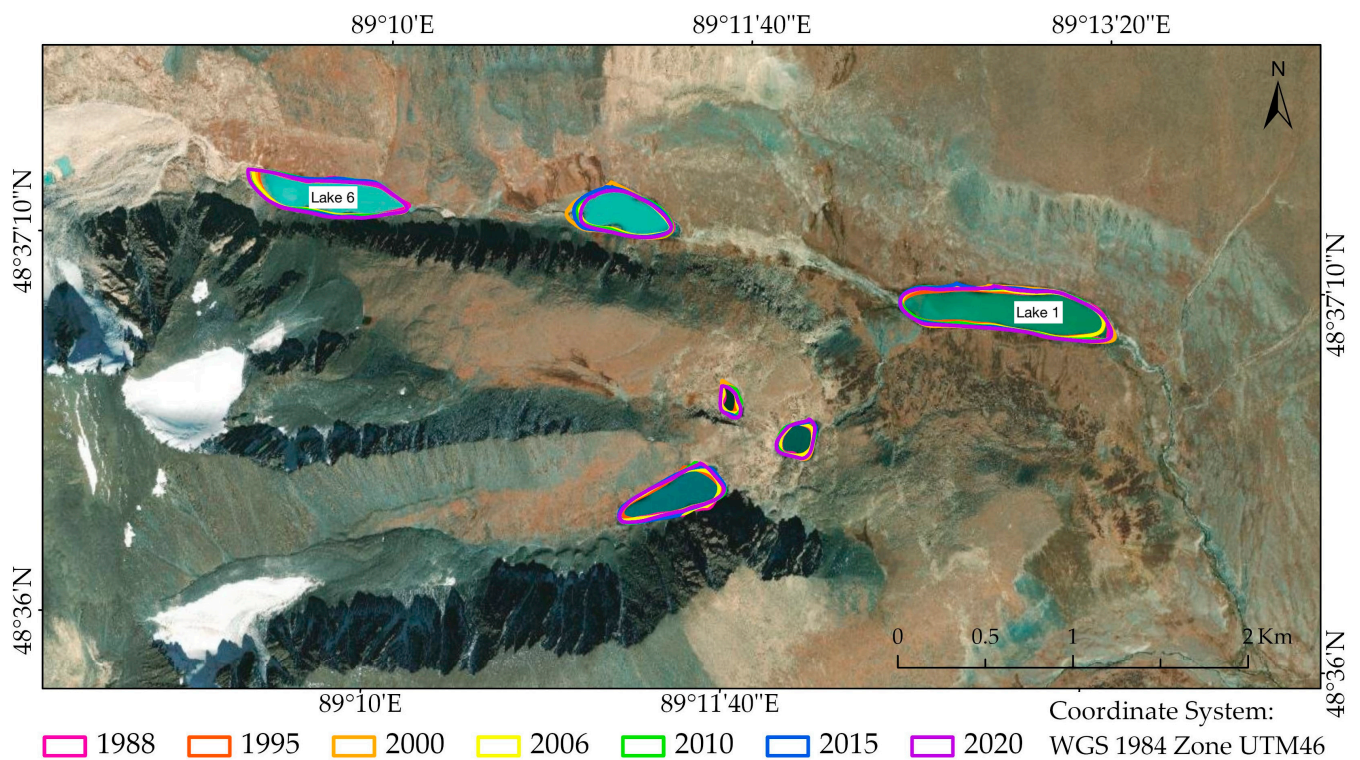 89°10'E 89°11'40"E 89°13'20"E
N
48°37'10"N
Lake 6
48°37'10"N
Lake 1
48°36'N
0 0.5 1 2 Km
48°36'N
89°10'E 89°11'40"E
Coordinate System:
1988 1995 2000 2006 2010 2015 2020 WGS 1984 Zone UTM46